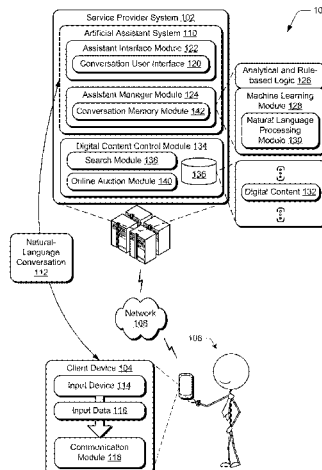 10
Service Provider System 102
Artificial Assistant System 110
Assistant Interface Module 122
Conversation User Interface 120
Assistant Manager Module 124
Conversation Memory Module 142
Digital Content Control Module 134
Search Module 136
Online Auction Module 140
138
Analytical and Rule-
based Logic 126
Machine Learning
Module 128
Natural Language
Processing
Module 130
Digital Content 132
Natural-
Language
Conversation
112
Network
108
106
Client Device 104
Input Device 114
Input Data 116
Communication
Module 118